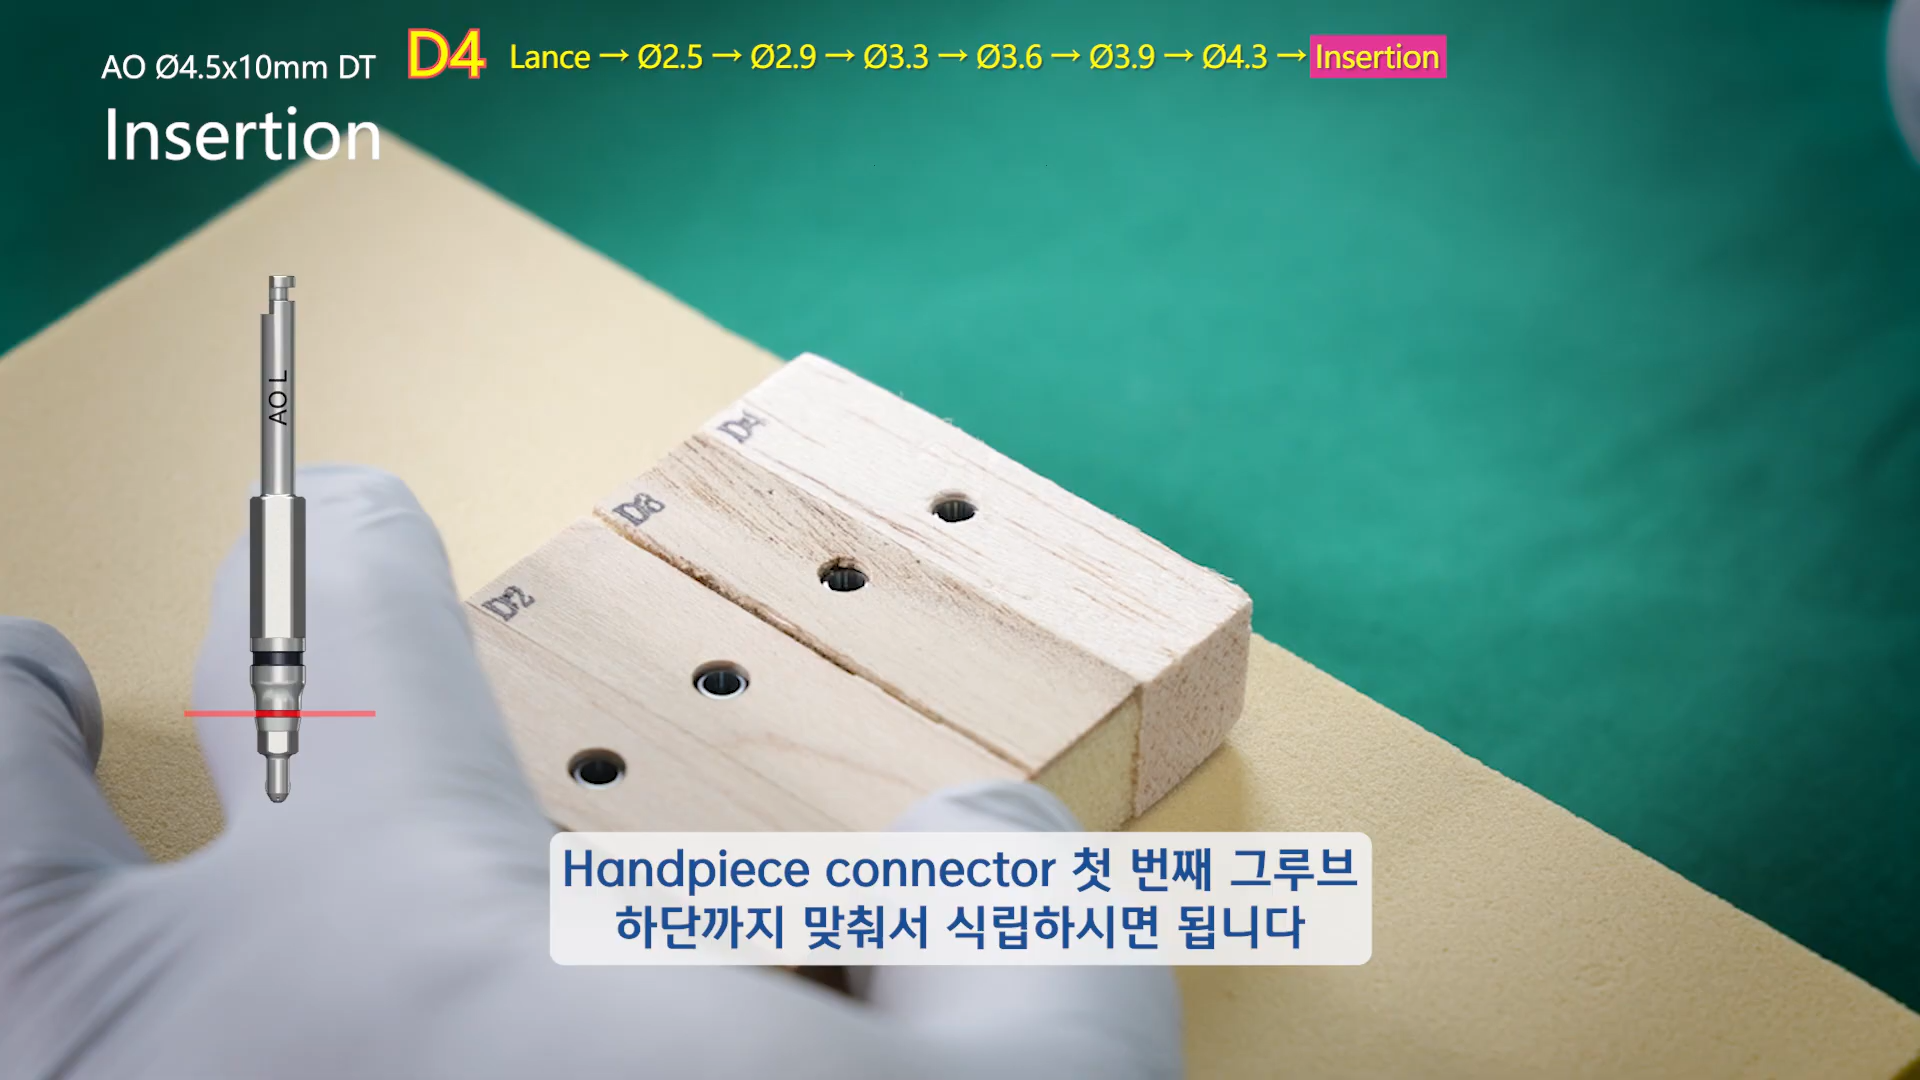 AO Ø4.5x10mm DT
D4
Lance → Ø2.5 → Ø2.9 → Ø3.3 → Ø3.6 → Ø3.9 → Ø4.3 → Insertion
Insertion
AO L
D4
D3
D2
Handpiece connector 첫 번째 그루브
하단까지 맞춰서 식립하시면 됩니다